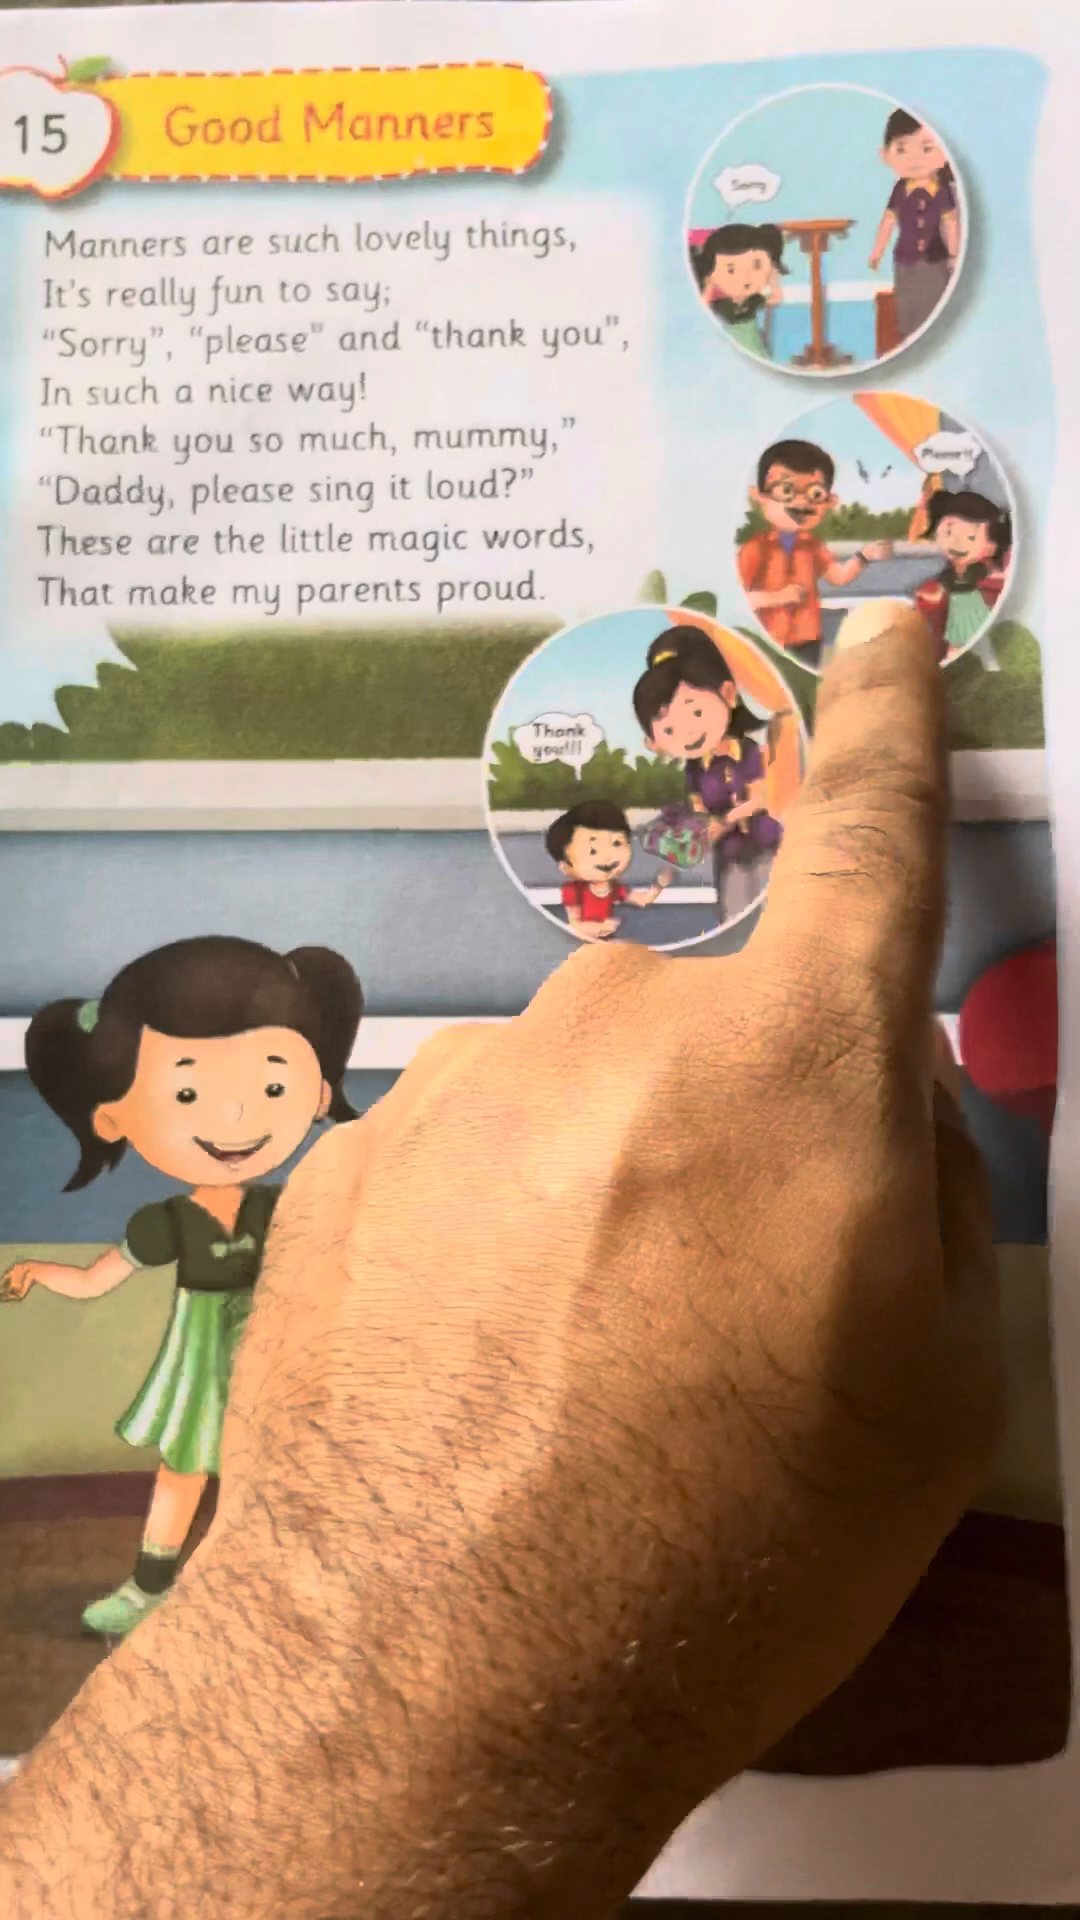 15
Good Manners
Manners are such lovely things,
It's really fun to say;
"Sorry", "please" and "thank you",
In such a nice way!
"Thank you so much, mummy,"
"Daddy, please sing it loud?"
These are the little magic words,
That make my parents proud.
Sorry
Please!!
Thank
you!!!